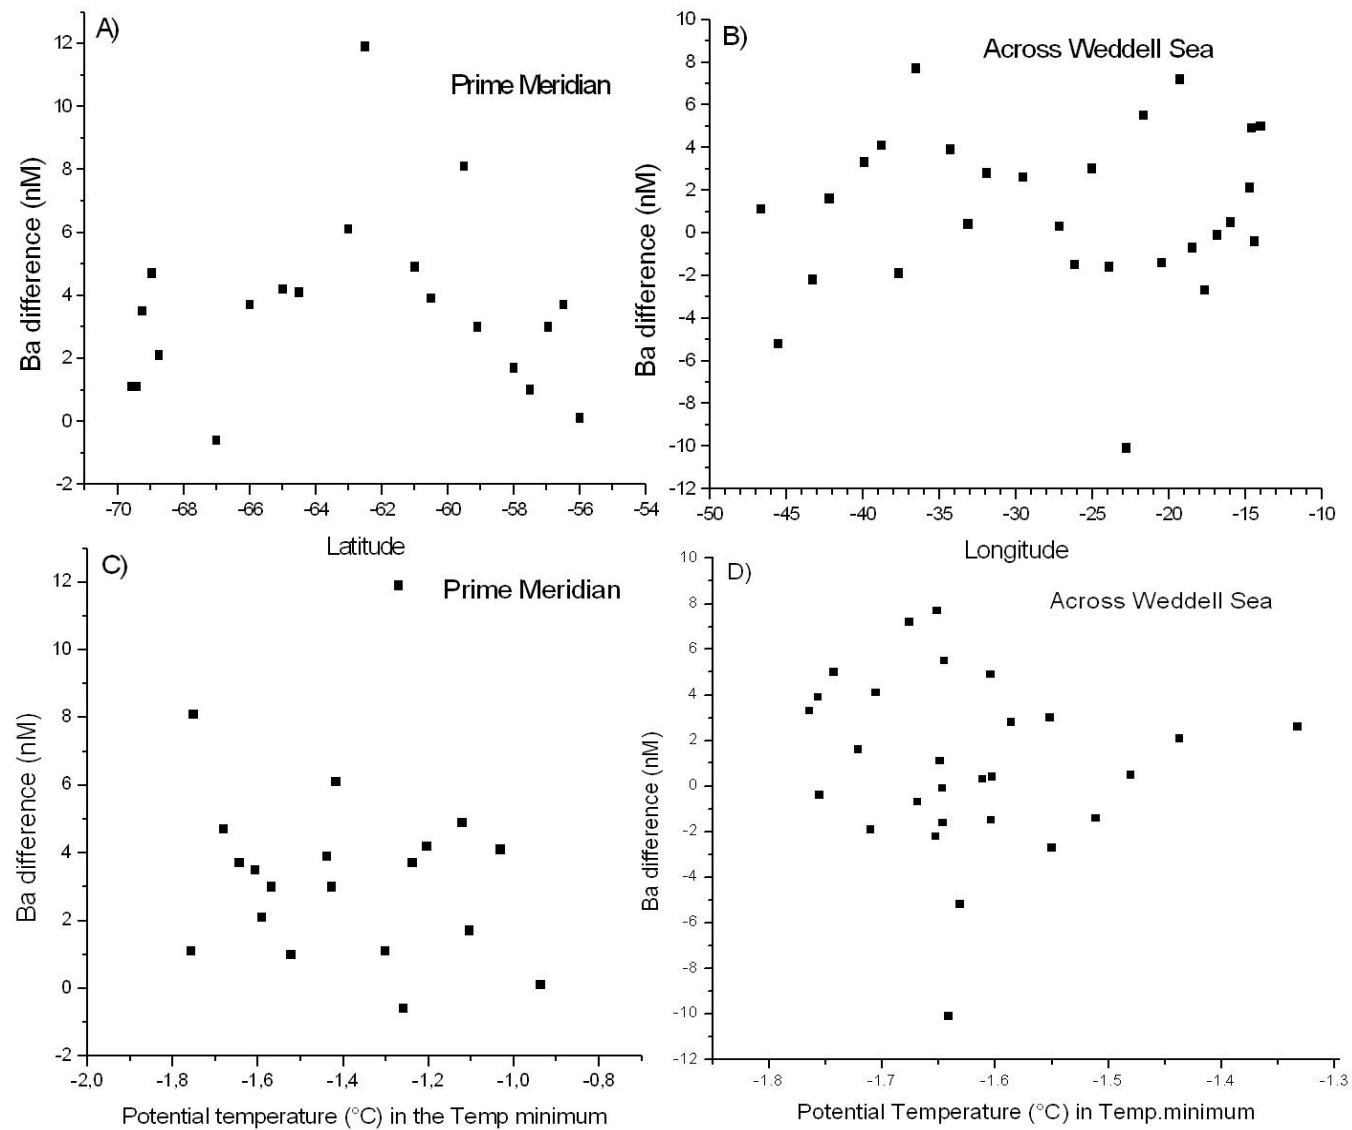 A)
Prime Meridian
Ba difference (nM)
12
10
8
6
4
2
0
-2
-70 -68 -66 -64 -62 -60 -58 -56 -54
Latitude
B)
Across Weddell Sea
Ba difference (nM)
10
8
6
4
2
0
-2
-4
-6
-8
-10
-12
-50 -45 -40 -35 -30 -25 -20 -15 -10
Longitude
C)
Prime Meridian
Ba difference (nM)
12
10
8
6
4
2
0
-2
-2,0 -1,8 -1,6 -1,4 -1,2 -1,0 -0,8
Potential temperature (°C) in the Temp minimum
D)
Across Weddell Sea
Ba difference (nM)
10
8
6
4
2
0
-2
-4
-6
-8
-10
-12
-1.8 -1.7 -1.6 -1.5 -1.4 -1.3
Potential Temperature (°C) in Temp.minimum